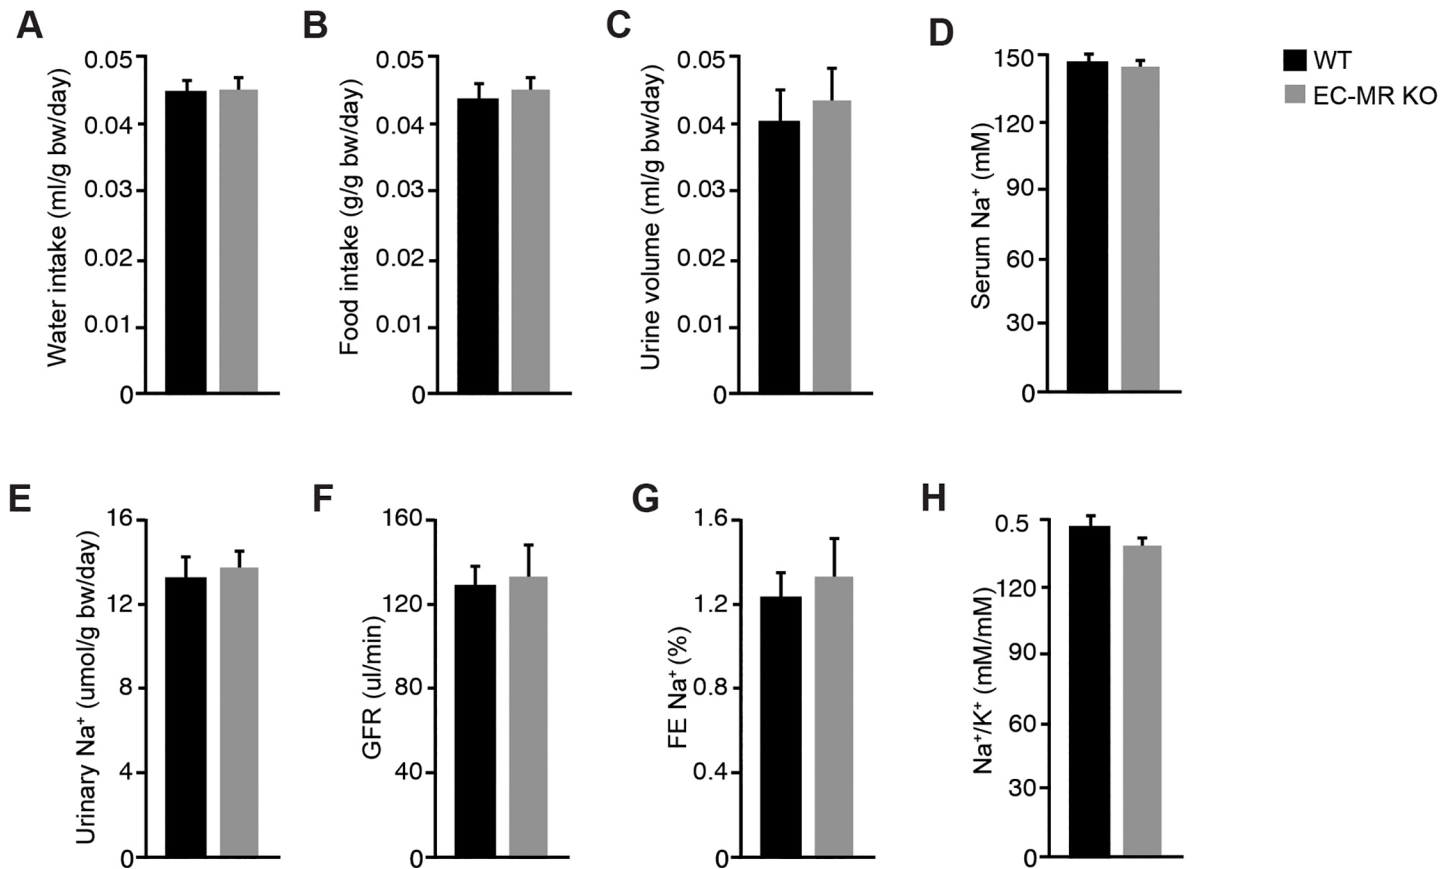 A
B
C
D
WT
EC-MR KO
Water intake (ml/g bw/day)
0.05
0.04
0.03
0.02
0.01
0
Food intake (g/g bw/day)
0.05
0.04
0.03
0.02
0.01
0
Urine volume (ml/g bw/day)
0.05
0.04
0.03
0.02
0.01
0
Serum Na⁺ (mM)
150
120
90
60
30
0
E
F
G
H
Urinary Na⁺ (umol/g bw/day)
16
12
8
4
0
GFR (ul/min)
160
120
80
40
0
FE Na⁺ (%)
1.6
1.2
0.8
0.4
0
Na⁺/K⁺ (mM/mM)
0.5
120
90
60
30
0